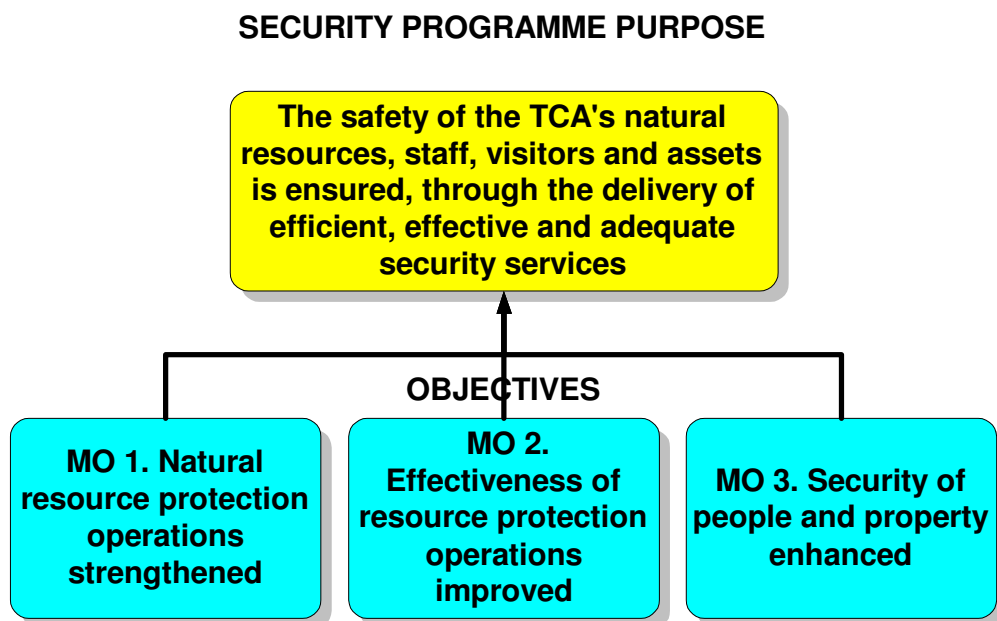 SECURITY PROGRAMME PURPOSE
The safety of the TCA's natural
resources, staff, visitors and assets
is ensured, through the delivery of
efficient, effective and adequate
security services
OBJECTIVES
MO 1. Natural
resource protection
operations
strengthened
MO 2.
Effectiveness of
resource protection
operations
improved
MO 3. Security of
people and property
enhanced